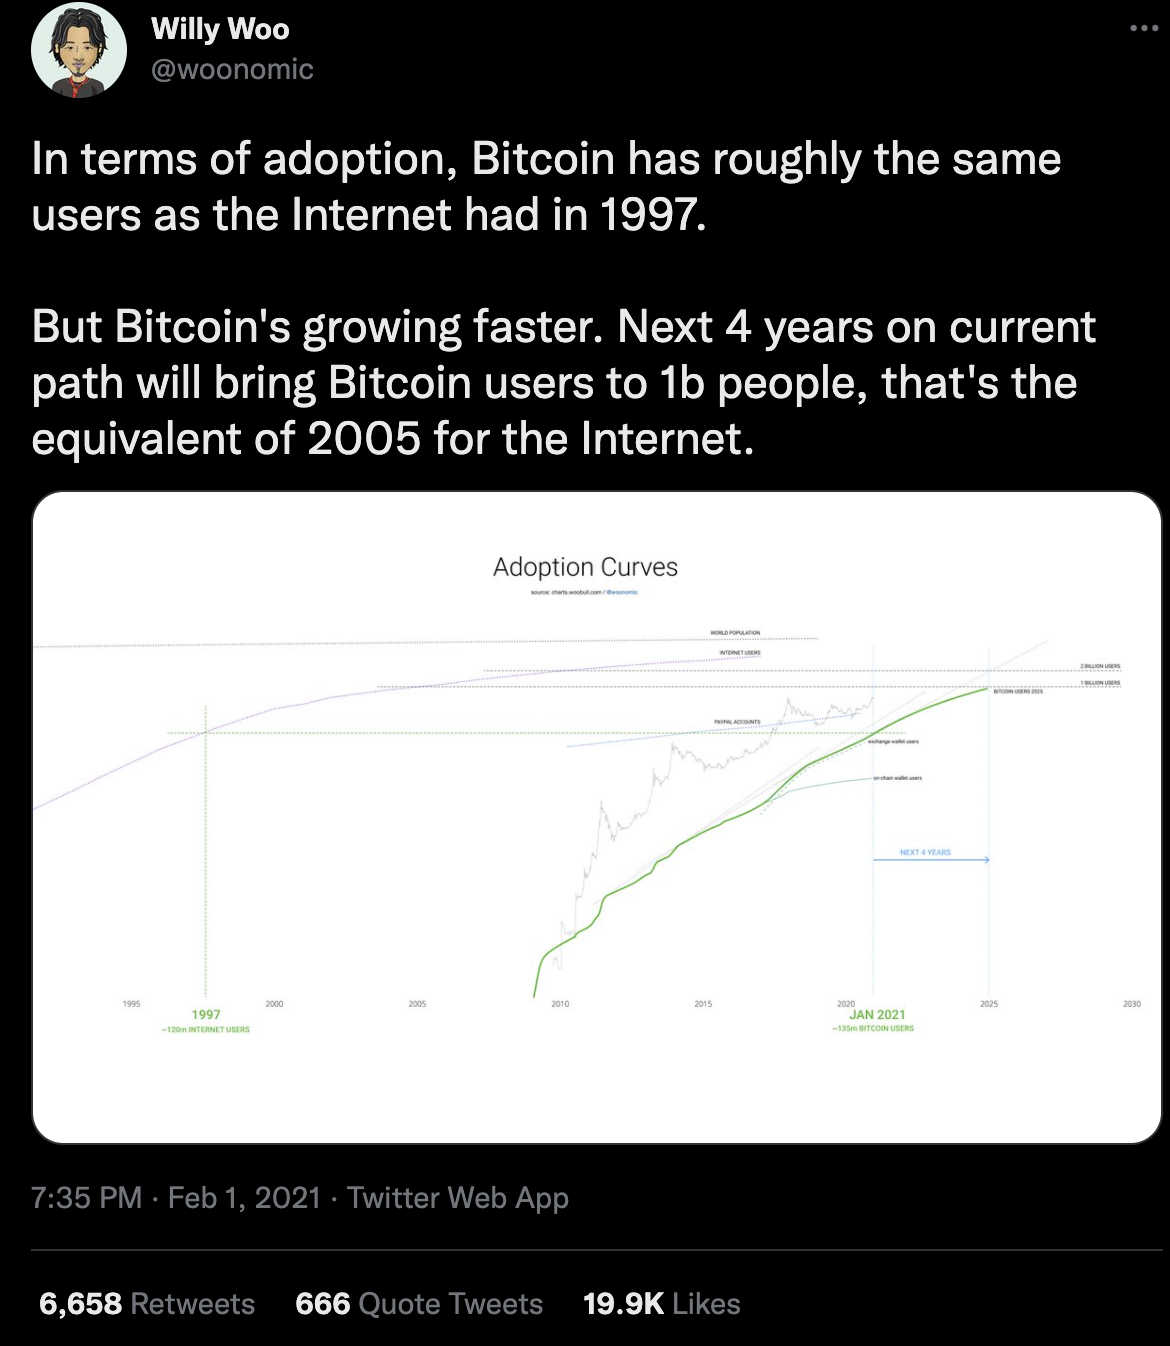 Willy Woo
@woonomic
In terms of adoption, Bitcoin has roughly the same
users as the Internet had in 1997.
But Bitcoin's growing faster. Next 4 years on current
path will bring Bitcoin users to 1b people, that's the
equivalent of 2005 for the Internet.
Adoption Curves
source: charts.woobull.com / @woonomic
WORLD POPULATION
INTERNET USERS
2 BILLION USERS
1 BILLION USERS
BITCOIN USERS 2025
PAYPAL ACCOUNTS
exchange wallet users
on-chain wallet users
NEXT 4 YEARS
1995 2000 2005 2010 2015 2020 2025 2030
1997 JAN 2021
~120m INTERNET USERS ~135m BITCOIN USERS
7:35 PM · Feb 1, 2021 · Twitter Web App
6,658 Retweets 666 Quote Tweets 19.9K Likes